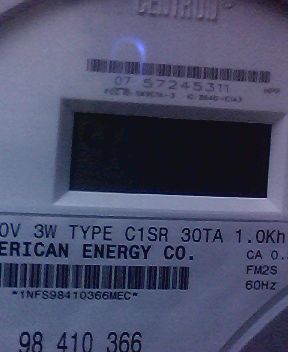 CENTRON
07 57245311
0V 3W TYPE C1SR 30TA 1.0Kh
ERICAN ENERGY CO.
CA 0.
FM2S
*1NFS98410366MEC*
60Hz
98 410 366